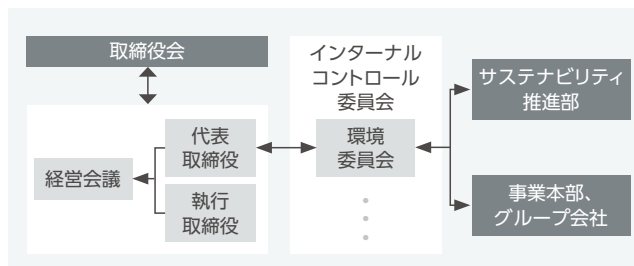 取締役会
経営会議
代表
取締役
執行
取締役
インターナル
コントロール
委員会
環境
委員会
サステナビリティ
推進部
事業本部、
グループ会社